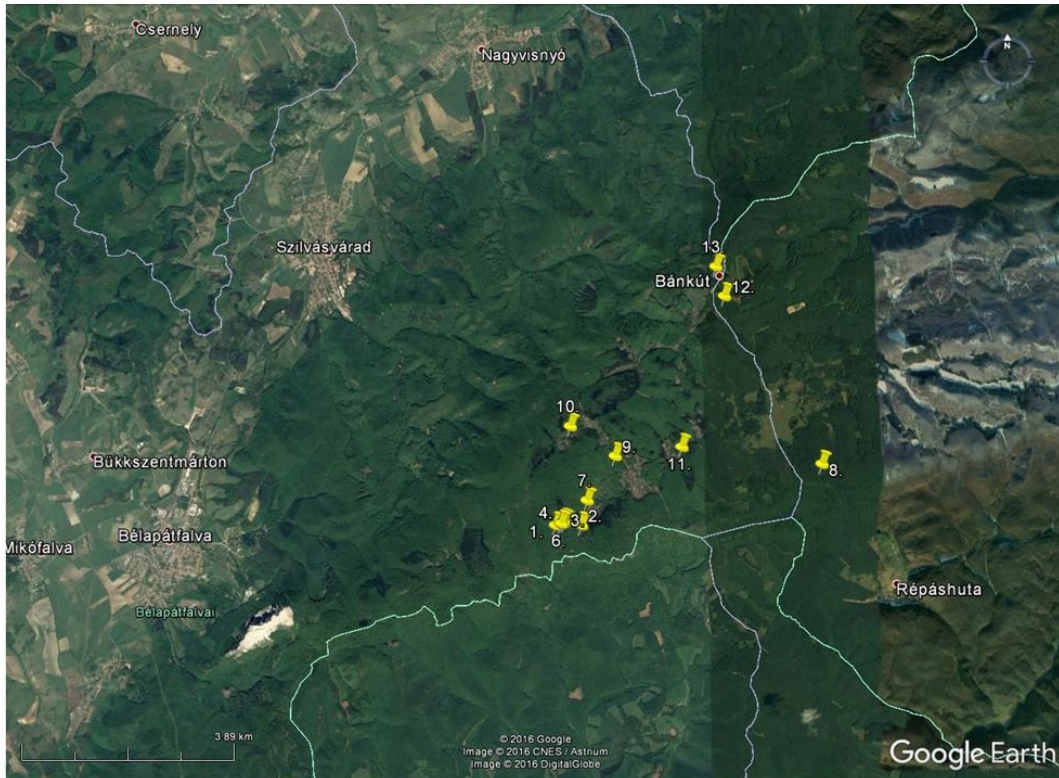 Csernely
Nagyvisnyó
N
Szilvásvárad
13.
Bánkút
12.
10.
9.
11.
8.
Bükkszentmárton
7.
4.
3.
2.
1.
6.
Mikófalva
Bélapátfalva
Répáshuta
Bélapátfalvai
3.89 km
© 2016 Google
Image © 2016 CNES / Astrium
Image © 2016 DigitalGlobe
Google Earth